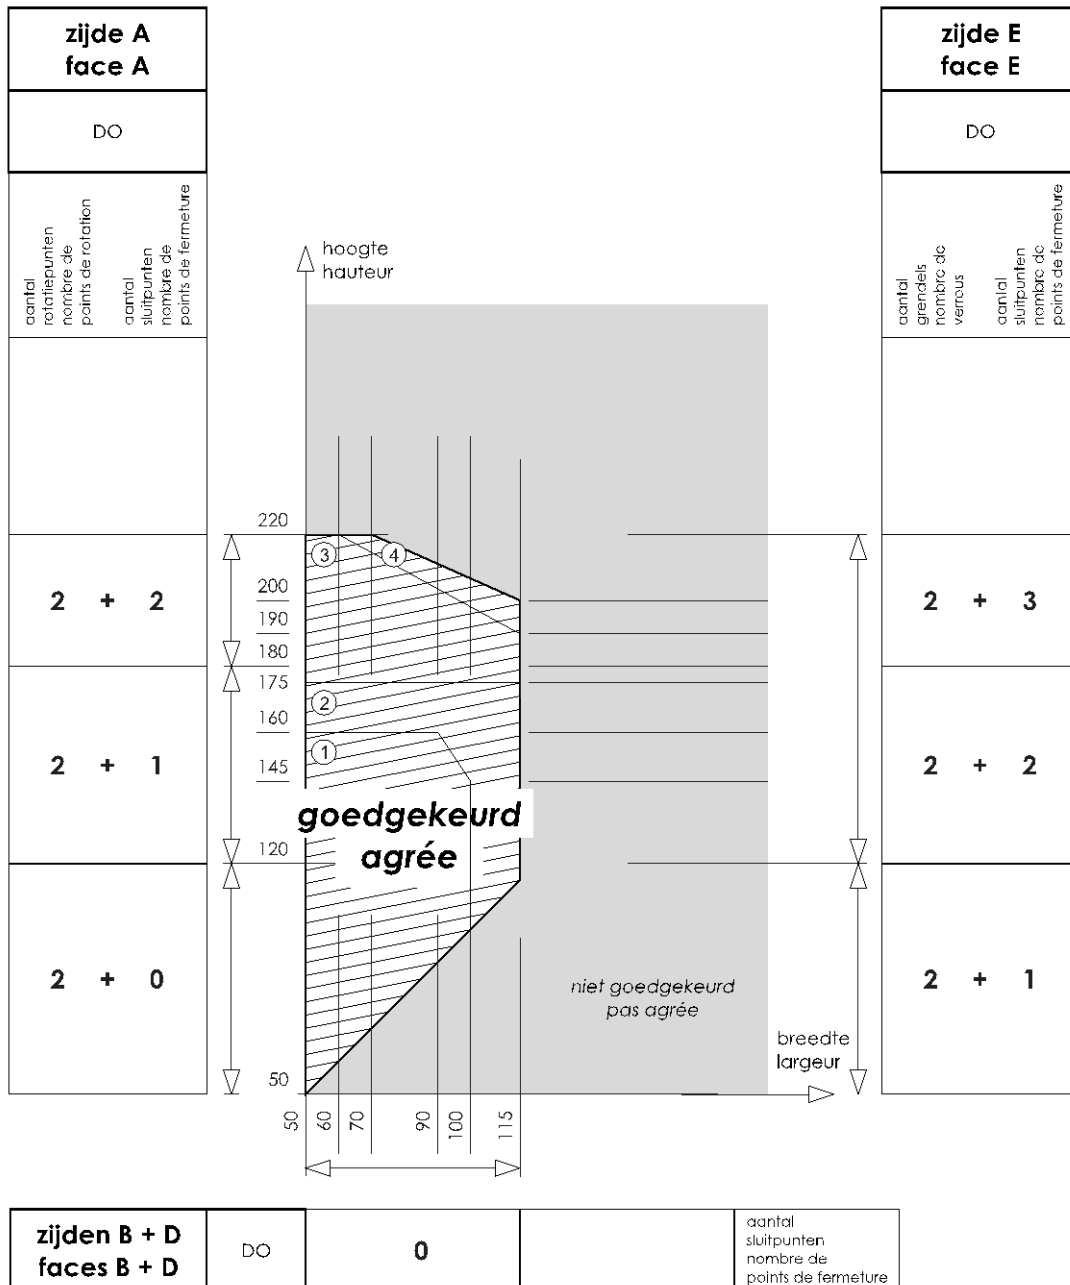 zijde A
face A
DO
aantal
rotatiepunten
nombre de
points de rotation
aantal
sluitpunten
nombre de
points de fermeture
2 + 2
2 + 1
2 + 0
hoogte
hauteur
220
200
190
180
175
160
145
120
50
3
4
2
1
goedgekeurd
agrée
niet goedgekeurd
pas agrée
breedte
largeur
50
60
70
90
100
115
zijde E
face E
DO
aantal
grendels
nombre de
verrous
aantal
sluitpunten
nombre de
points de fermeture
2 + 3
2 + 2
2 + 1
zijden B + D
faces B + D
DO
0
aantal
sluitpunten
nombre de
points de fermeture